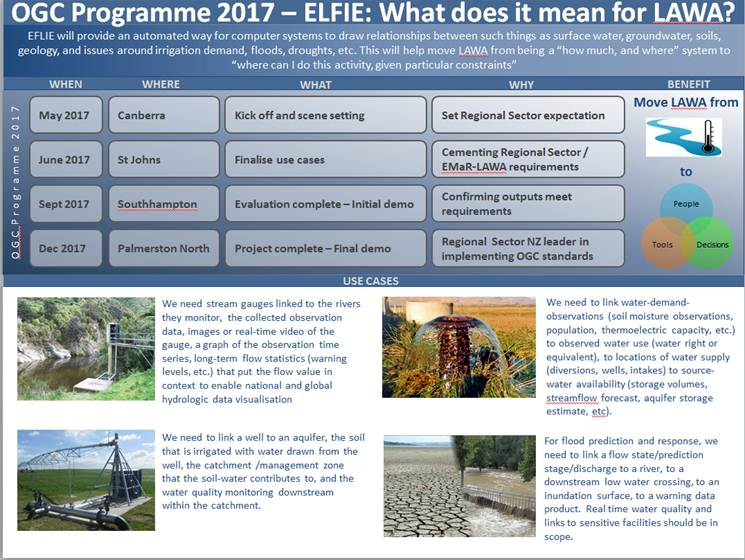 OGC Programme 2017 – ELFIE: What does it mean for LAWA?
EFLIE will provide an automated way for computer systems to draw relationships between such things as surface water, groundwater, soils,
geology, and issues around irrigation demand, floods, droughts, etc. This will help move LAWA from being a “how much, and where” system to
“where can I do this activity, given particular constraints”
WHEN WHERE WHAT WHY BENEFIT
OGC Programme 2017
May 2017 Canberra Kick off and scene setting Set Regional Sector expectation
June 2017 St Johns Finalise use cases Cementing Regional Sector /
EMaR-LAWA requirements
Sept 2017 Southhampton Evaluation complete – Initial demo Confirming outputs meet
requirements
Dec 2017 Palmerston North Project complete – Final demo Regional Sector NZ leader in
implementing OGC standards
Move LAWA from
to
People
Tools Decisions
USE CASES
We need stream gauges linked to the rivers
they monitor, the collected observation
data, images or real-time video of the
gauge, a graph of the observation time
series, long-term flow statistics (warning
levels, etc.) that put the flow value in
context to enable national and global
hydrologic data visualisation
We need to link water-demand-
observations (soil moisture observations,
population, thermoelectric capacity, etc.)
to observed water use (water right or
equivalent), to locations of water supply
(diversions, wells, intakes) to source-
water availability (storage volumes,
streamflow forecast, aquifer storage
estimate, etc).
We need to link a well to an aquifer, the soil
that is irrigated with water drawn from the
well, the catchment /management zone
that the soil-water contributes to, and the
water quality monitoring downstream
within the catchment.
For flood prediction and response, we
need to link a flow state/prediction
stage/discharge to a river, to a
downstream low water crossing, to an
inundation surface, to a warning data
product. Real time water quality and
links to sensitive facilities should be in
scope.